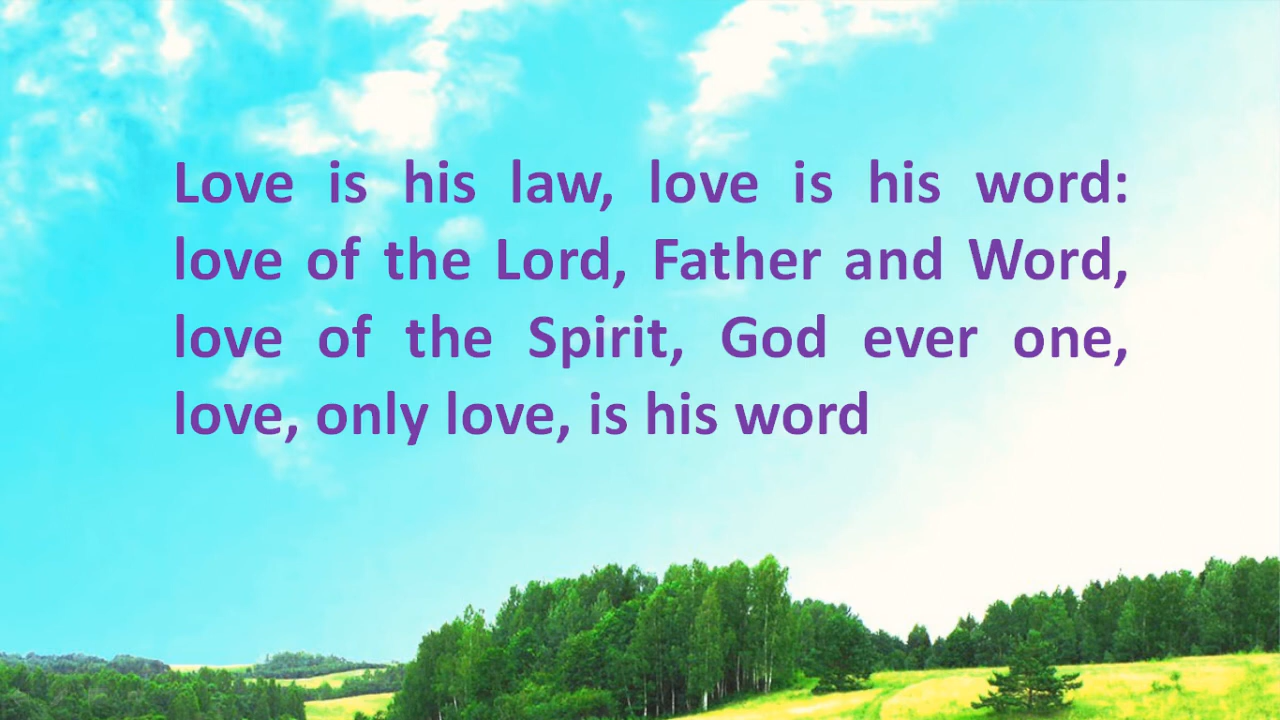 Love is his law, love is his word:
love of the Lord, Father and Word,
love of the Spirit, God ever one,
love, only love, is his word